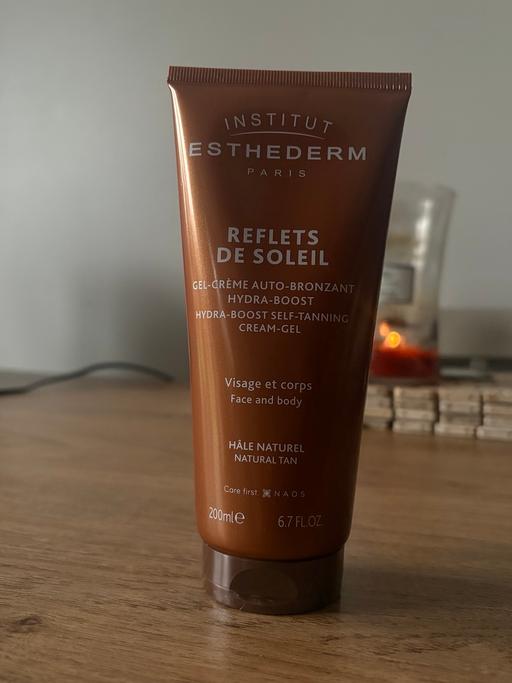 INSTITUT
ESTHEDERM
PARIS
REFLETS
DE SOLEIL
GEL-CRÈME AUTO-BRONZANT
HYDRA-BOOST
HYDRA-BOOST SELF-TANNING
CREAM-GEL
Visage et corps
Face and body
HÂLE NATUREL
NATURAL TAN
Care first. NAOS
200ml℮ 6.7 FL.OZ.